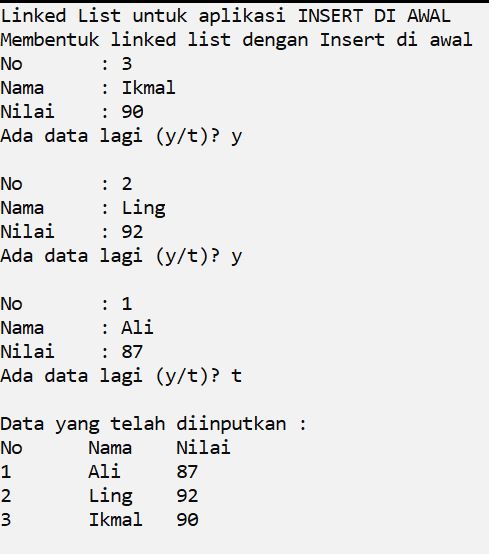 Linked List untuk aplikasi INSERT DI AWAL
Membentuk linked list dengan Insert di awal
No : 3
Nama : Ikmal
Nilai : 90
Ada data lagi (y/t)? y
No : 2
Nama : Ling
Nilai : 92
Ada data lagi (y/t)? y
No : 1
Nama : Ali
Nilai : 87
Ada data lagi (y/t)? t
Data yang telah diinputkan :
No Nama Nilai
1 Ali 87
2 Ling 92
3 Ikmal 90